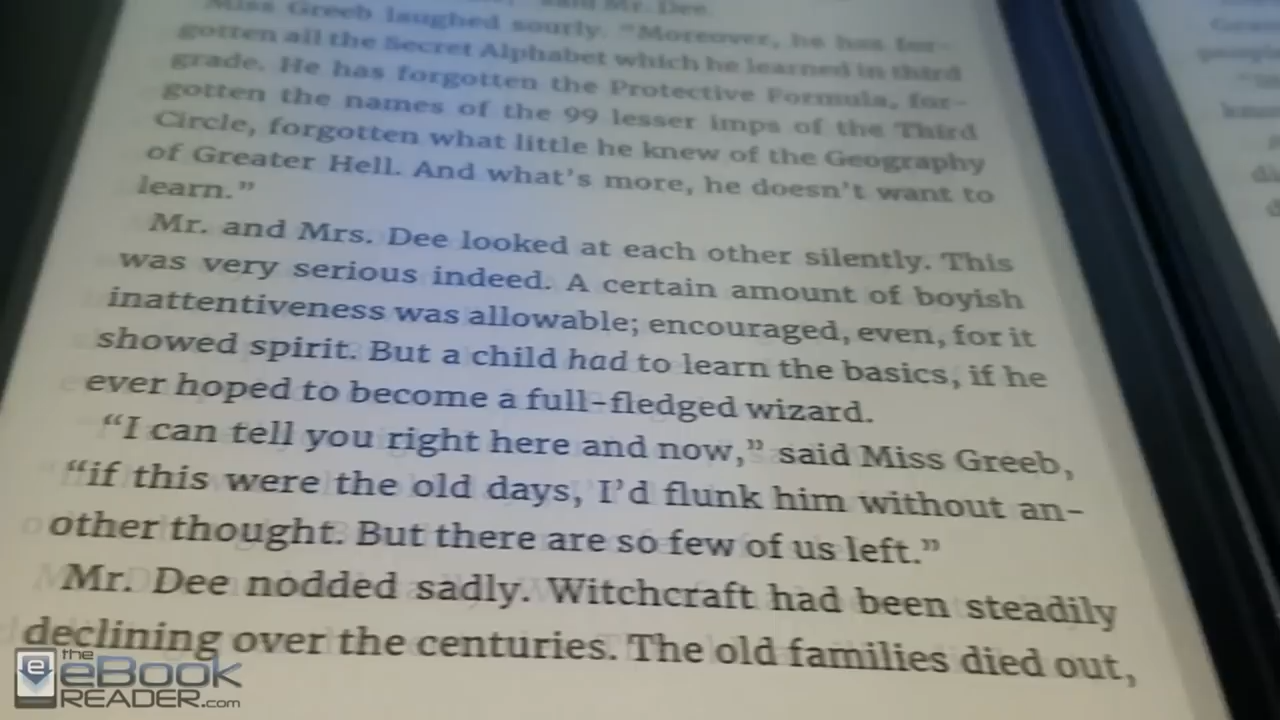 said Mr. Dee.
Miss Greeb laughed sourly. “Moreover, he has for-
gotten all the Secret Alphabet which he learned in third
grade. He has forgotten the Protective Formula, for-
gotten the names of the 99 lesser imps of the Third
Circle, forgotten what little he knew of the Geography
of Greater Hell. And what’s more, he doesn’t want to
learn.”
Mr. and Mrs. Dee looked at each other silently. This
was very serious indeed. A certain amount of boyish
inattentiveness was allowable; encouraged, even, for it
showed spirit. But a child had to learn the basics, if he
ever hoped to become a full-fledged wizard.
“I can tell you right here and now,” said Miss Greeb,
“if this were the old days, I’d flunk him without an-
other thought. But there are so few of us left.”
Mr. Dee nodded sadly. Witchcraft had been steadily
declining over the centuries. The old families died out,
the
eBook
READER.com